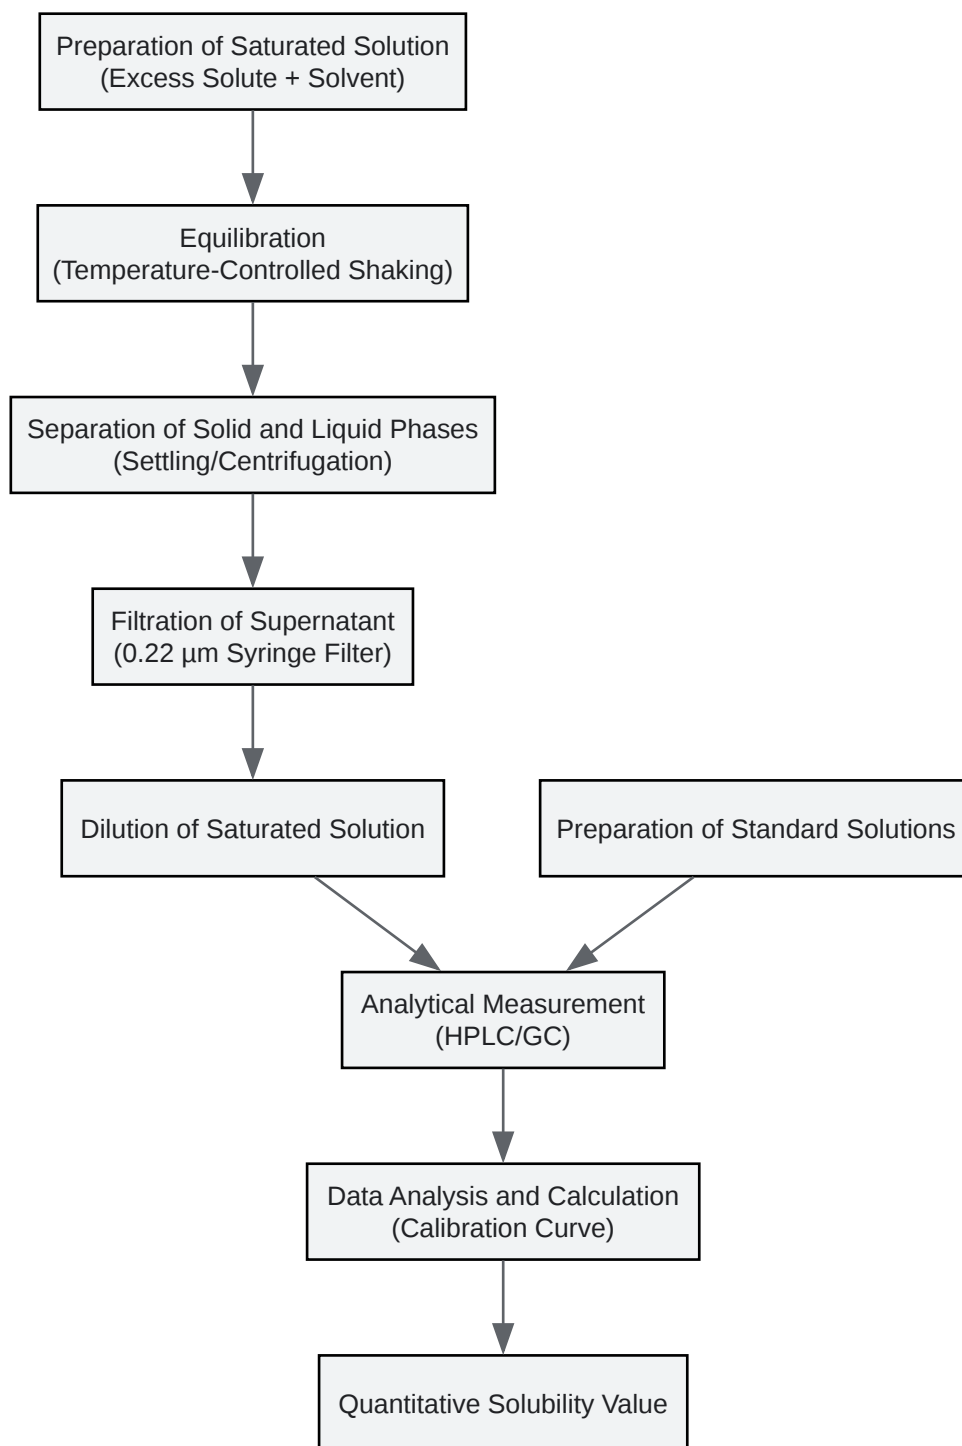 Preparation of Saturated Solution
(Excess Solute + Solvent)
Equilibration
(Temperature-Controlled Shaking)
Separation of Solid and Liquid Phases
(Settling/Centrifugation)
Filtration of Supernatant
(0.22 µm Syringe Filter)
Dilution of Saturated Solution
Preparation of Standard Solutions
Analytical Measurement
(HPLC/GC)
Data Analysis and Calculation
(Calibration Curve)
Quantitative Solubility Value